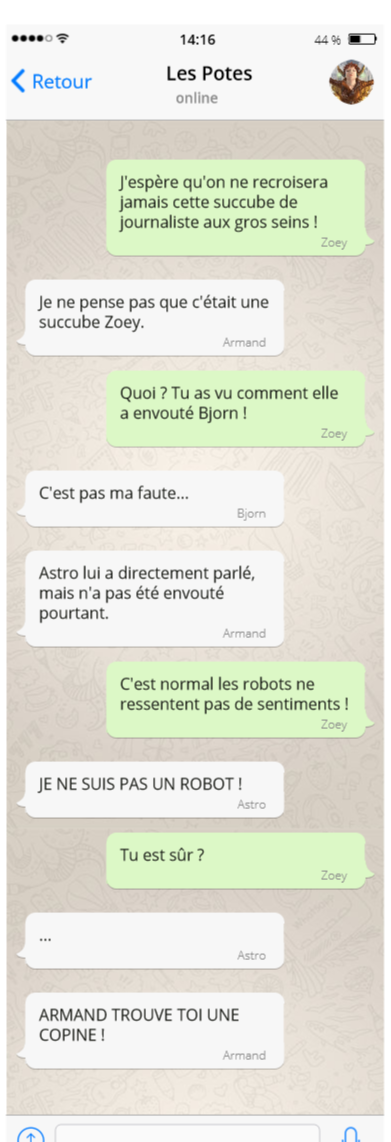 14:16
44 %
Retour
Les Potes
online
J'espère qu'on ne recroisera
jamais cette succube de
journaliste aux gros seins !
Zoey
Je ne pense pas que c'était une
succube Zoey.
Armand
Quoi ? Tu as vu comment elle
a envouté Bjorn !
Zoey
C'est pas ma faute...
Bjorn
Astro lui a directement parlé,
mais n'a pas été envouté
pourtant.
Armand
C'est normal les robots ne
ressentent pas de sentiments !
Zoey
JE NE SUIS PAS UN ROBOT !
Astro
Tu est sûr ?
Zoey
...
Astro
ARMAND TROUVE TOI UNE
COPINE !
Armand